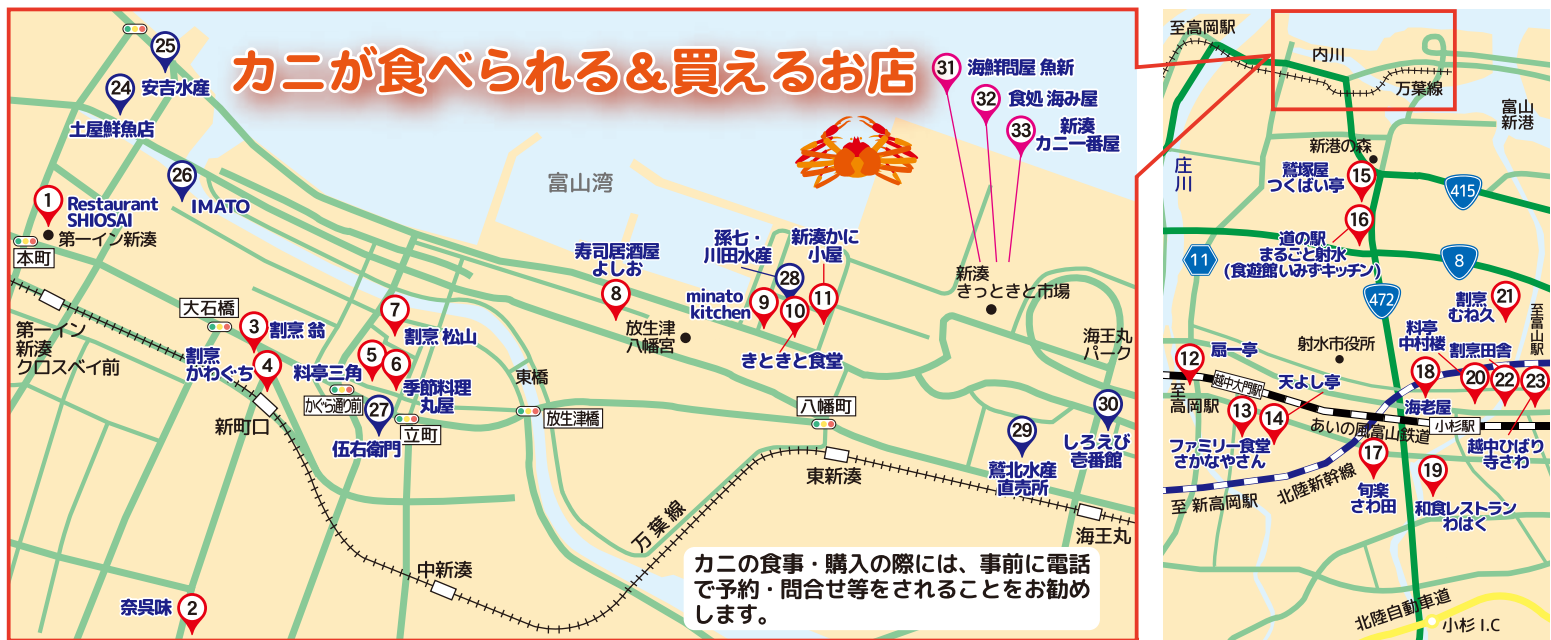 カニが食べられる&買えるお店
25
安吉水産
24
土屋鮮魚店
26
IMATO
1
Restaurant
SHIOSAI
第一イン新湊
本町
第一イン
新湊
クロスベイ前
大石橋
3
割烹 翁
割烹
かわぐち
4
新町口
7
割烹 松山
5
料亭三角
6
季節料理
丸屋
かぐら通り前
27
伍右衛門
立町
東橋
放生津橋
富山湾
寿司居酒屋
よしお
8
放生津
八幡宮
孫七・
川田水産
28
新湊かに
小屋
minato
kitchen
9
10
11
きときと食堂
31
海鮮問屋 魚新
32
食処 海み屋
33
新湊
カニ一番屋
新湊
きっときと市場
海王丸
パーク
八幡町
29
鷲北水産
直売所
30
しろえび
壱番館
東新湊
海王丸
万葉線
中新湊
奈呉味
2
カニの食事・購入の際には、事前に電話
で予約・問合せ等をされることをお勧め
します。
至高岡駅
内川
万葉線
富山
新港
庄川
新港の森
鷲塚屋
つくばい亭
15
415
16
道の駅
まるごと射水
(食遊館いみずキッチン)
11
8
472
割烹
むね久
21
至富山駅
射水市役所
料亭
中村楼
割烹田舎
12
扇一亭
至
高岡駅
越中大門駅
天よし亭
13
14
18
海老屋
20
22
23
ファミリー食堂
さかなやさん
あいの風富山鉄道
小杉駅
17
旬楽
さわ田
越中ひばり
寺さわ
19
和食レストラン
わはく
北陸新幹線
至 新高岡駅
北陸自動車道
小杉 I.C